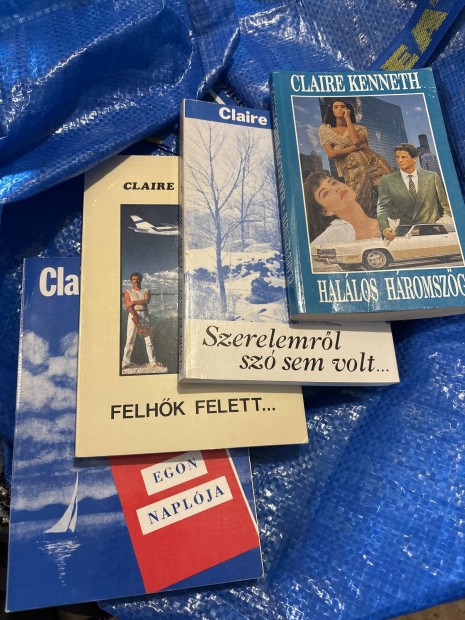 CLAIRE KENNETH
HALÁLOS HÁROMSZÖG
Claire
Szerelemről
szó sem volt...
CLAIRE
FELHŐK FELETT...
Cla
EGON
NAPLÓJA